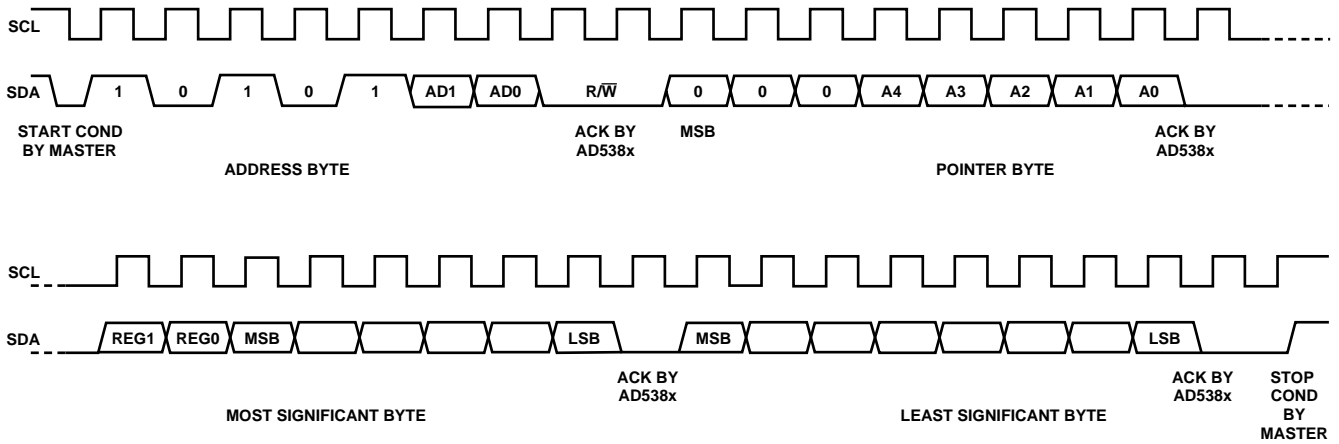 SCL
SDA 1 0 1 0 1 AD1 AD0 R/W̅ 0 0 0 A4 A3 A2 A1 A0
START COND
BY MASTER
ACK BY
AD538x
MSB
ACK BY
AD538x
ADDRESS BYTE
POINTER BYTE
SCL
SDA REG1 REG0 MSB LSB MSB LSB
ACK BY
AD538x
ACK BY
AD538x
STOP
COND
BY
MASTER
MOST SIGNIFICANT BYTE
LEAST SIGNIFICANT BYTE